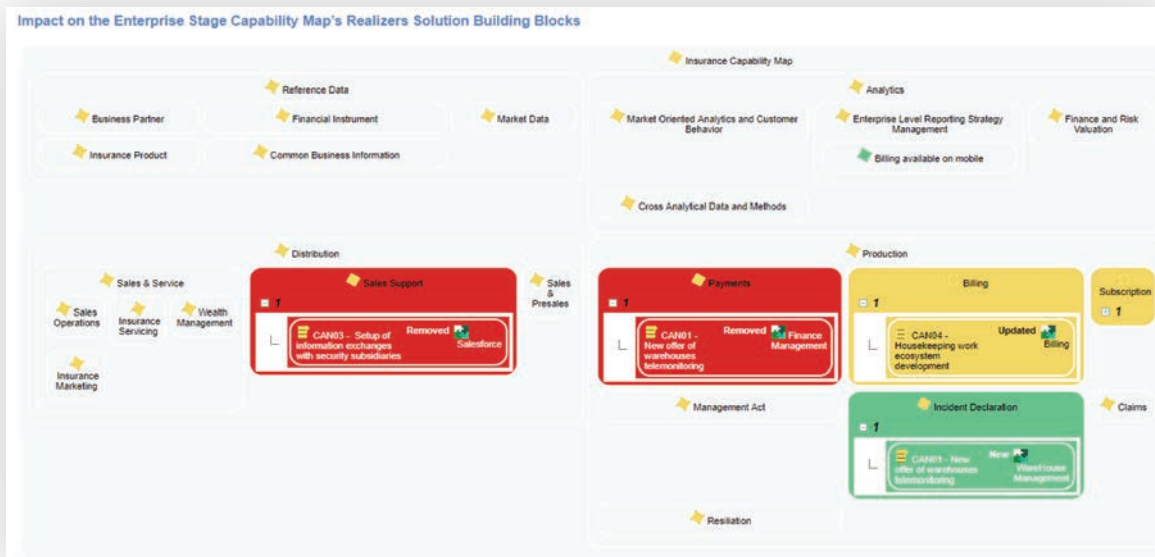 Impact on the Enterprise Stage Capability Map's Realizers Solution Building Blocks
Insurance Capability Map
Reference Data
Business Partner
Financial Instrument
Market Data
Insurance Product
Common Business Information
Analytics
Market Oriented Analytics and Customer
Behavior
Enterprise Level Reporting Strategy
Management
Finance and Risk
Valuation
Billing available on mobile
Cross Analytical Data and Methods
Distribution
Sales & Service
Sales
Operations
Insurance
Servicing
Wealth
Management
Insurance
Marketing
Sales Support
1
CAN03 - Setup of
information exchanges
with security subsidiaries
Removed
Salesforce
Sales
&
Presales
Production
Payments
1
CAN01 -
New offer of
warehouses
telemonitoring
Removed
Finance
Management
Billing
1
CAN04 -
Housekeeping work
ecosystem
development
Updated
Billing
Subscription
1
Management Act
Incident Declaration
1
CAN01 - New
offer of warehouses
telemonitoring
New
Warehouse
Management
Claims
Resiliation